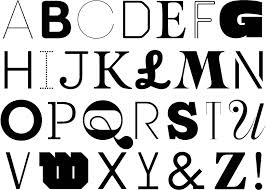 ABCDEFG
HIJKLMN
OPQRSTU
VWXY&Z!